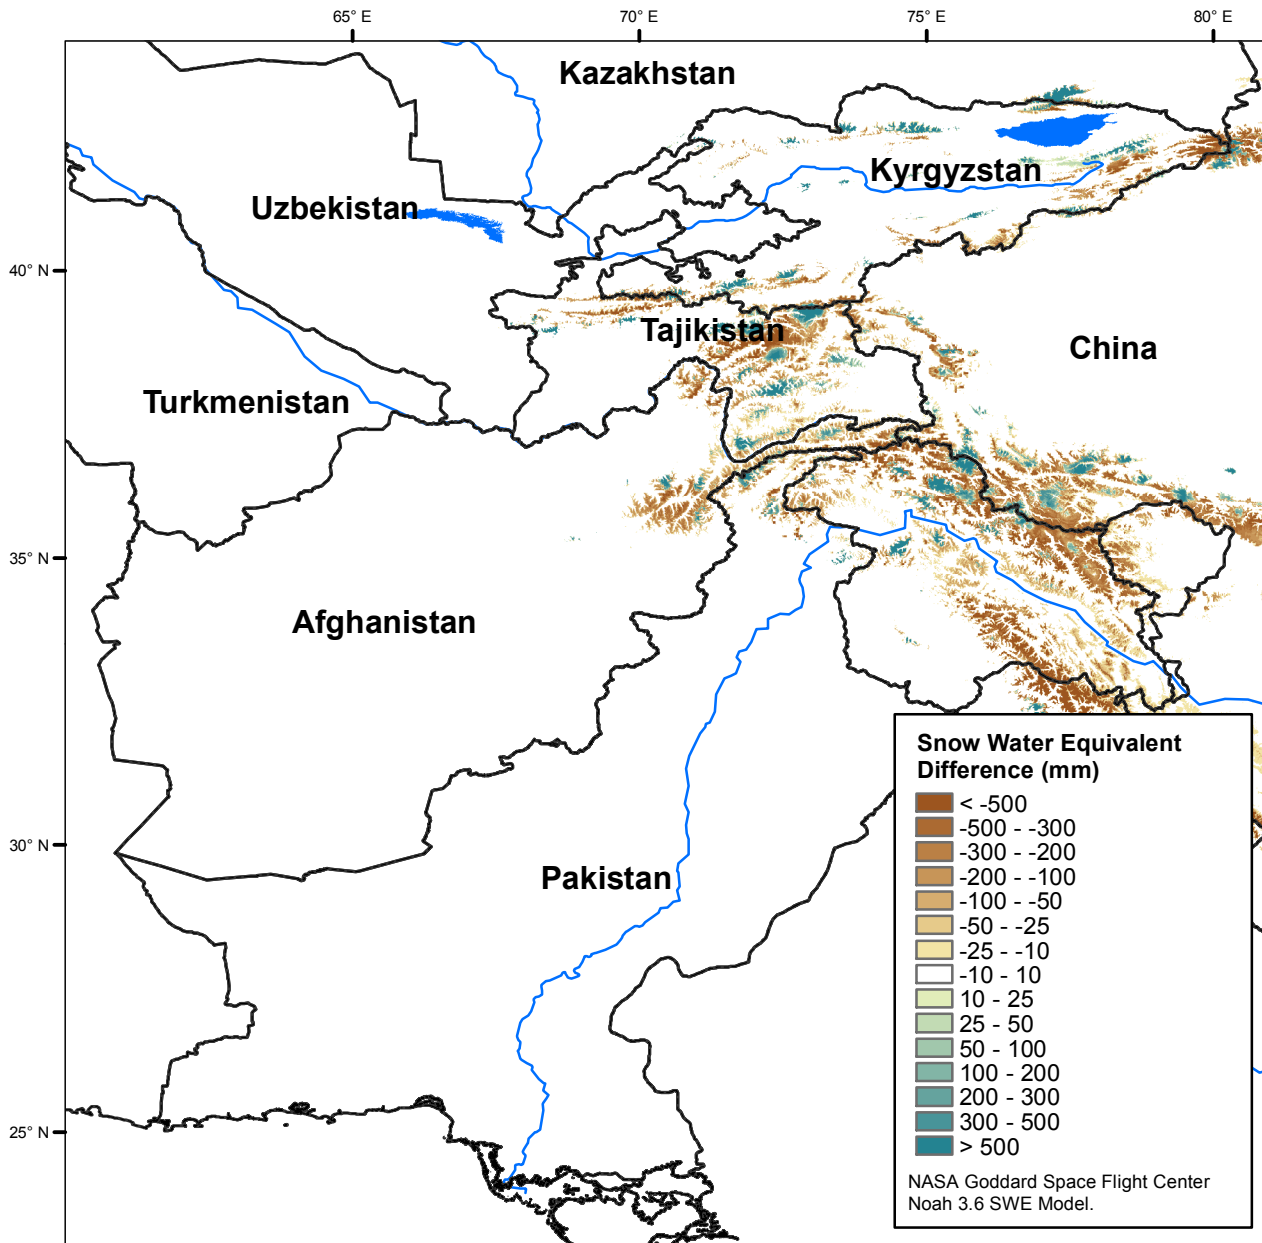 65° E
70° E
75° E
80° E
Kazakhstan
Kyrgyzstan
Uzbekistan
40° N
Tajikistan
China
Turkmenistan
35° N
Afghanistan
30° N
Pakistan
25° N
Snow Water Equivalent
Difference (mm)
< -500
-500 - -300
-300 - -200
-200 - -100
-100 - -50
-50 - -25
-25 - -10
-10 - 10
10 - 25
25 - 50
50 - 100
100 - 200
200 - 300
300 - 500
> 500
NASA Goddard Space Flight Center
Noah 3.6 SWE Model.